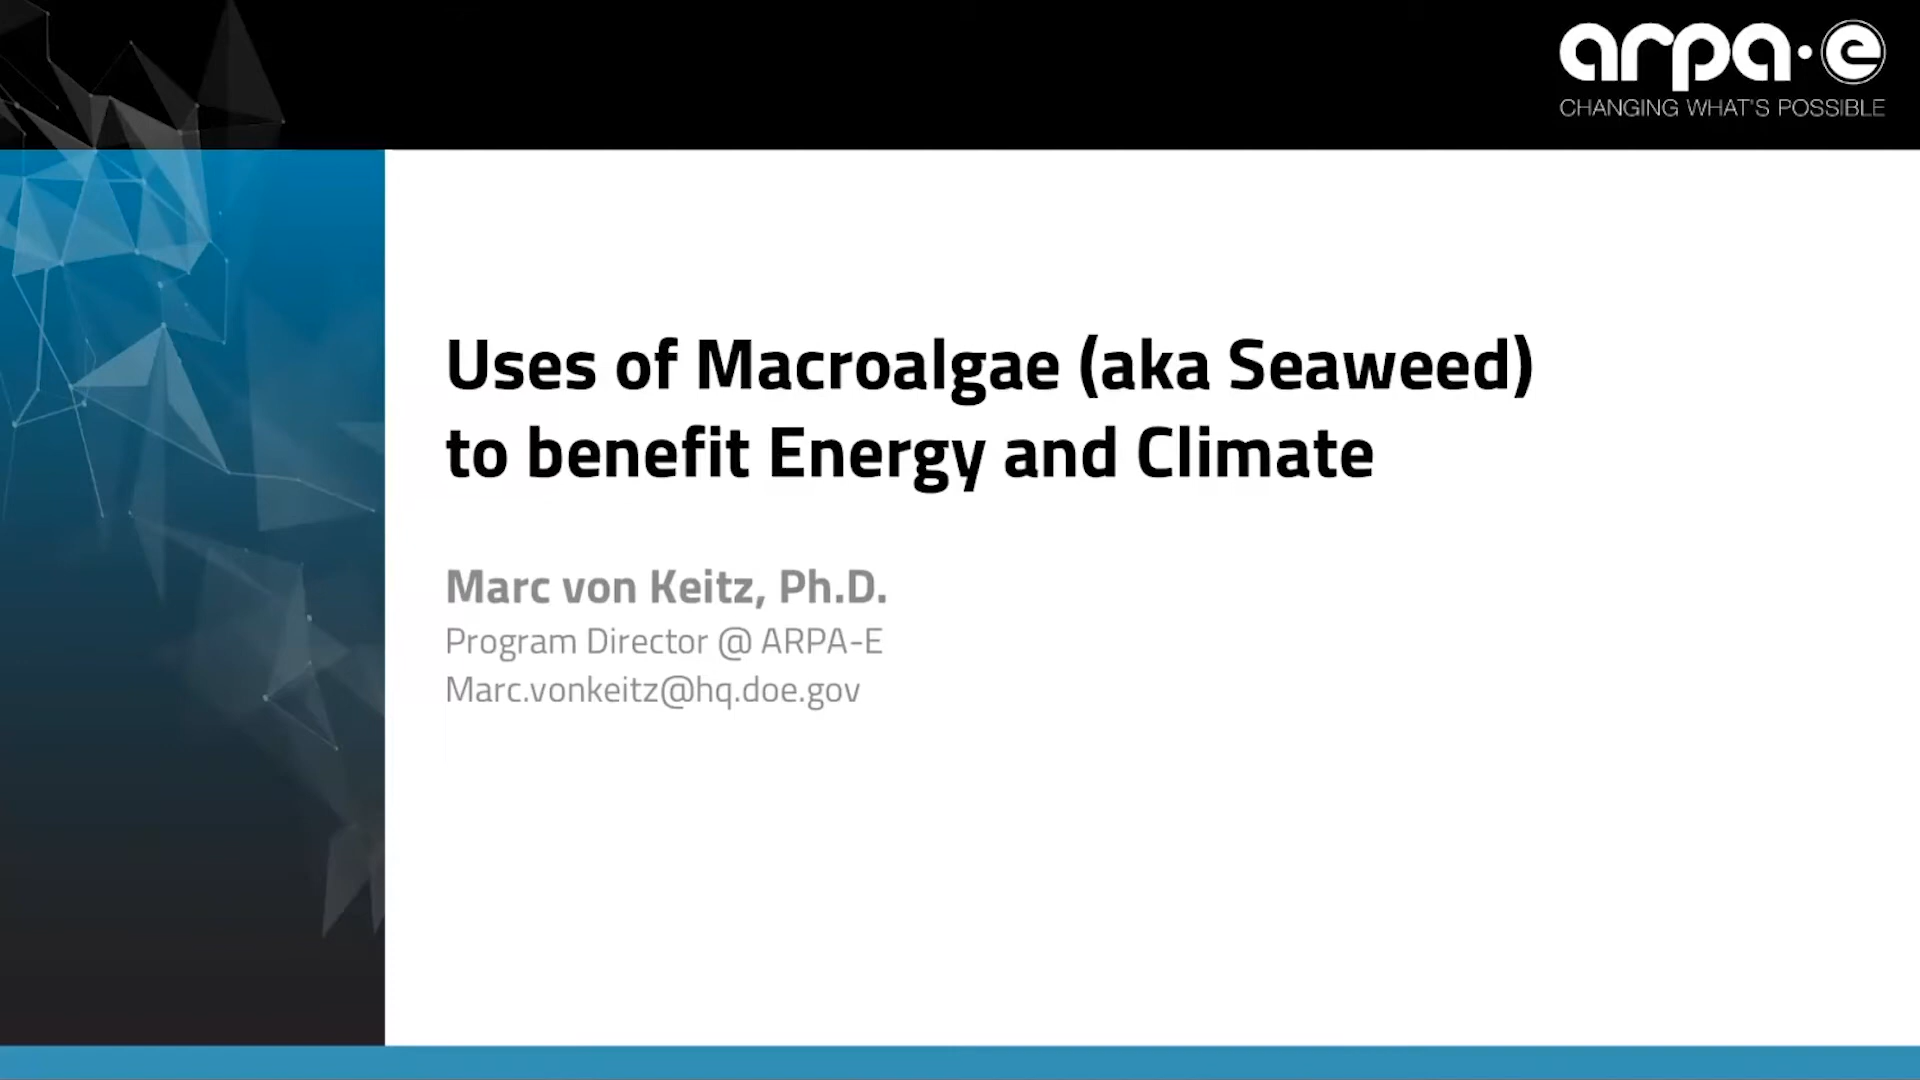 arpa·e
CHANGING WHAT'S POSSIBLE
Uses of Macroalgae (aka Seaweed)
to benefit Energy and Climate
Marc von Keitz, Ph.D.
Program Director @ ARPA-E
Marc.vonkeitz@hq.doe.gov